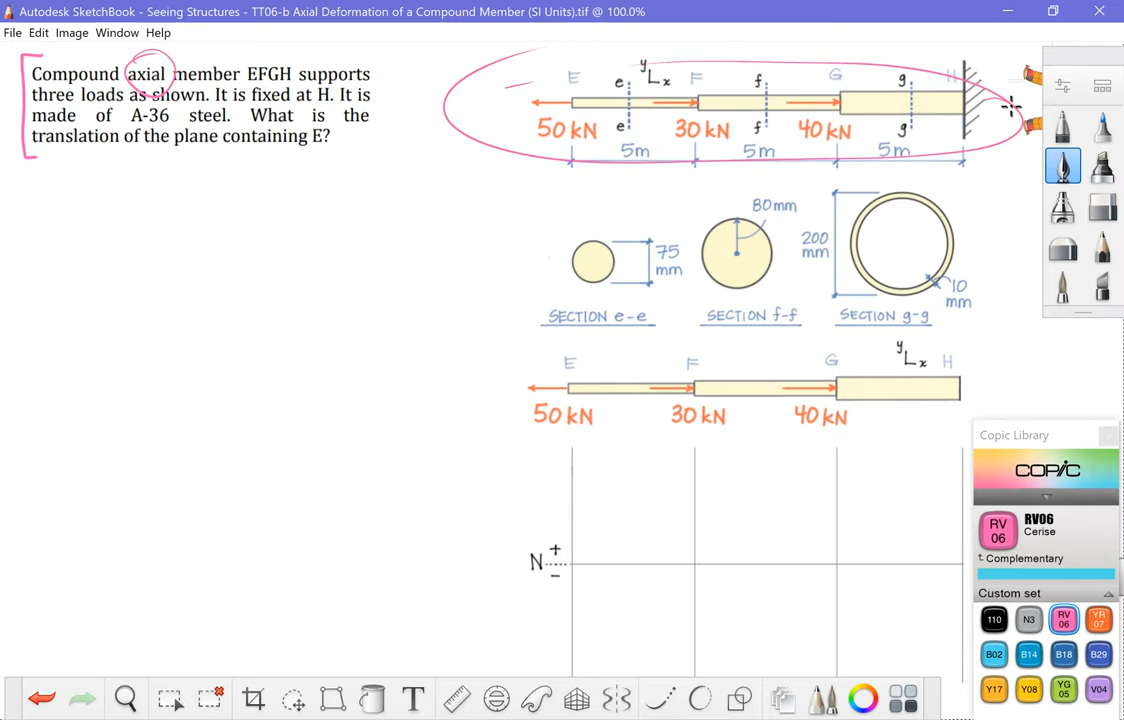 Autodesk SketchBook - Seeing Structures - TT06-b Axial Deformation of a Compound Member (SI Units).tif @ 100.0%
File Edit Image Window Help
Compound axial member EFGH supports
three loads as shown. It is fixed at H. It is
made of A-36 steel. What is the
translation of the plane containing E?
y
x
E e F f G g H
50 kN e 30 kN f 40 kN g
5m 5m 5m
75
mm
80mm
200
mm
10
mm
SECTION e-e SECTION f-f SECTION g-g
y
x
E F G H
50 kN 30 kN 40 kN
N + -
Copic Library
COPIC
RV
06
RV06
Cerise
Complementary
Custom set
110 N3 RV 06 YR 07
B02 B14 B18 B29
Y17 Y08 YG 05 V04
T